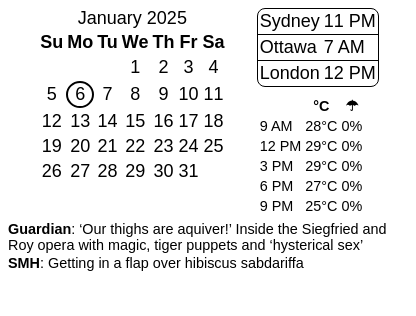 January 2025
Su Mo Tu We Th Fr Sa
1 2 3 4
5 6 7 8 9 10 11
12 13 14 15 16 17 18
19 20 21 22 23 24 25
26 27 28 29 30 31
Sydney 11 PM
Ottawa 7 AM
London 12 PM
°C ☂
9 AM 28°C 0%
12 PM 29°C 0%
3 PM 29°C 0%
6 PM 27°C 0%
9 PM 25°C 0%
Guardian: ‘Our thighs are aquiver!’ Inside the Siegfried and
Roy opera with magic, tiger puppets and ‘hysterical sex’
SMH: Getting in a flap over hibiscus sabdariffa